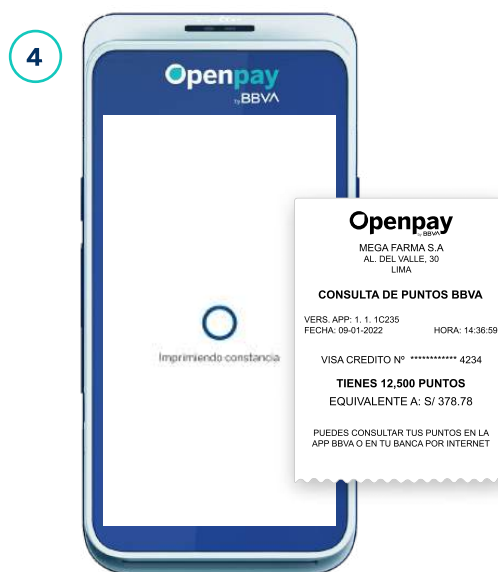 4
Openpay
by BBVA
Imprimiendo constancia
Openpay
by BBVA
MEGA FARMA S.A
AL. DEL VALLE, 30
LIMA
CONSULTA DE PUNTOS BBVA
VERS. APP: 1. 1. 1C235
FECHA: 09-01-2022 HORA: 14:36:59
VISA CREDITO Nº ************ 4234
TIENES 12,500 PUNTOS
EQUIVALENTE A: S/ 378.78
PUEDES CONSULTAR TUS PUNTOS EN LA
APP BBVA O EN TU BANCA POR INTERNET